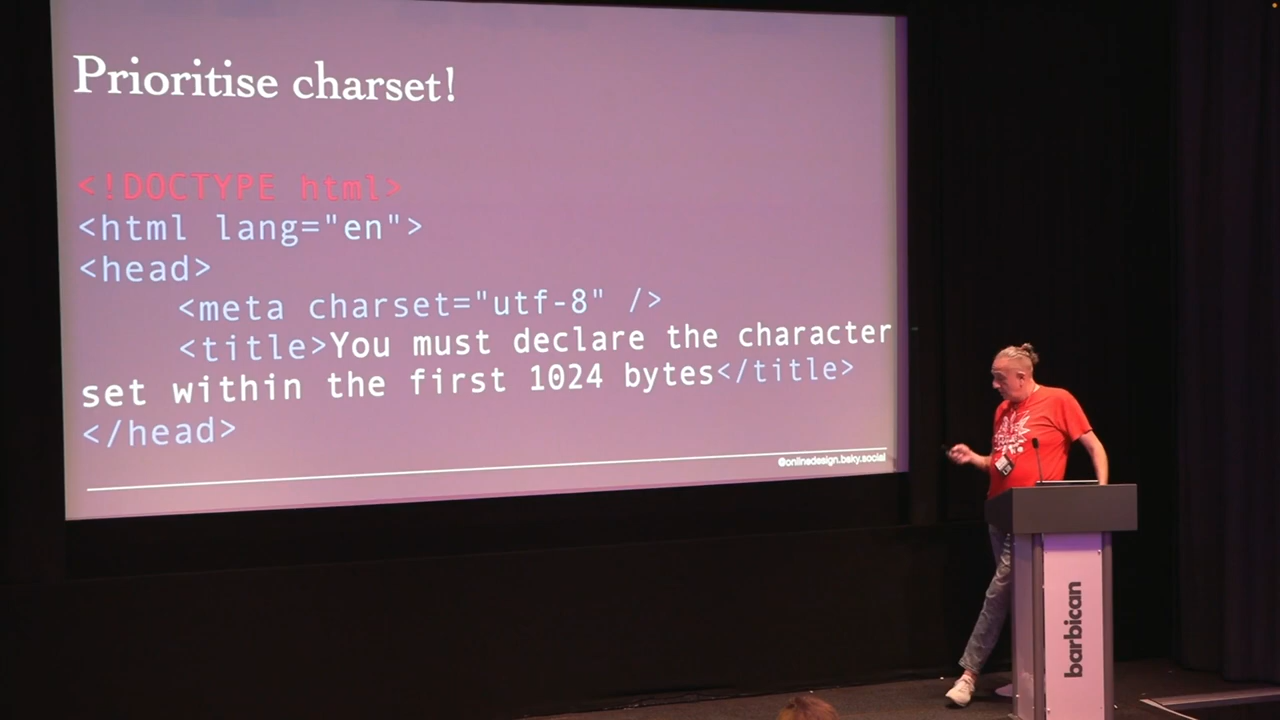 Prioritise charset!
<!DOCTYPE html>
<html lang="en">
<head>
<meta charset="utf-8" />
<title>You must declare the character
set within the first 1024 bytes</title>
</head>
@onlinedesign.bsky.social
barbican